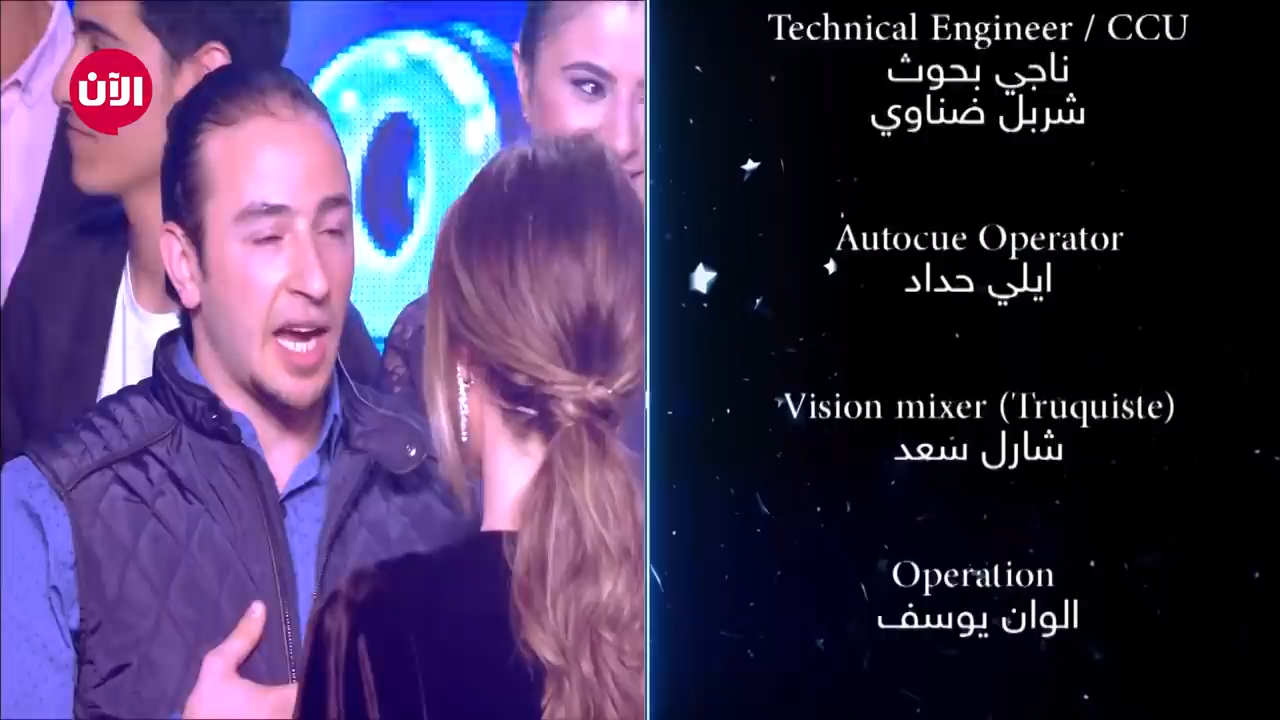 الآن
Technical Engineer / CCU
ناجي بحوث
شربل ضناوي
Autocue Operator
ايلي حداد
Vision mixer (Truquiste)
شارل سعد
Operation
الوان يوسف